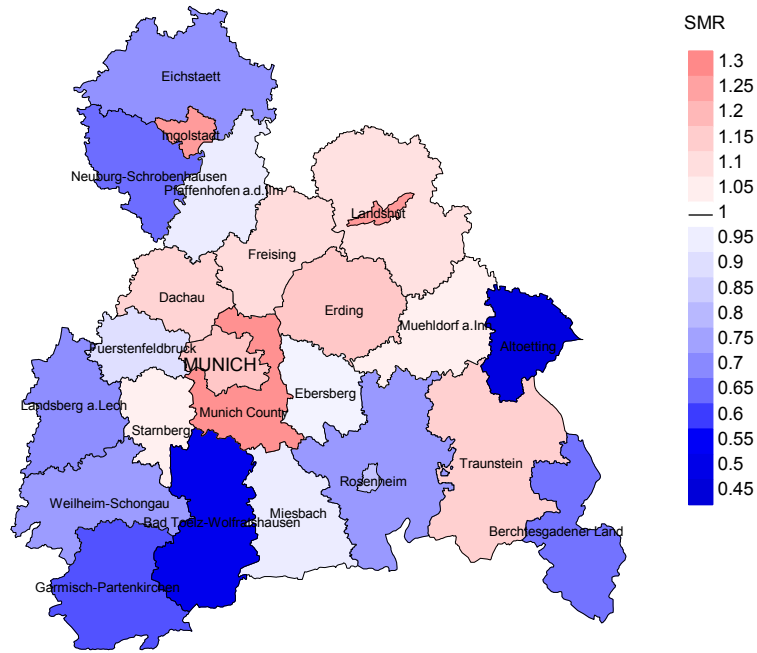 SMR
1.3
1.25
1.2
1.15
1.1
1.05
1
0.95
0.9
0.85
0.8
0.75
0.7
0.65
0.6
0.55
0.5
0.45
Eichstaett
Ingolstadt
Neuburg-Schrobenhausen
Pfaffenhofen a.d.Ilm
Landshut
Freising
Dachau
Erding
Muehldorf a.Inn
Altoetting
Fuerstenfeldbruck
MUNICH
Ebersberg
Landsberg a.Lech
Munich County
Starnberg
Traunstein
Rosenheim
Weilheim-Schongau
Miesbach
Bad Toelz-Wolfratshausen
Berchtesgadener Land
Garmisch-Partenkirchen